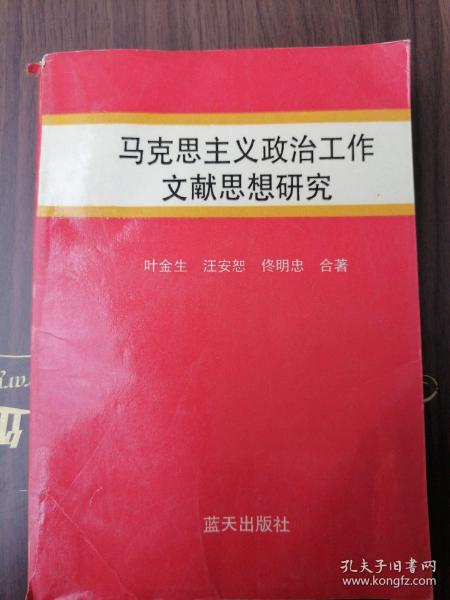 马克思主义政治工作
文献思想研究
叶金生 汪安恕 佟明忠 合著
蓝天出版社
孔夫子旧书网
www.kongfz.com